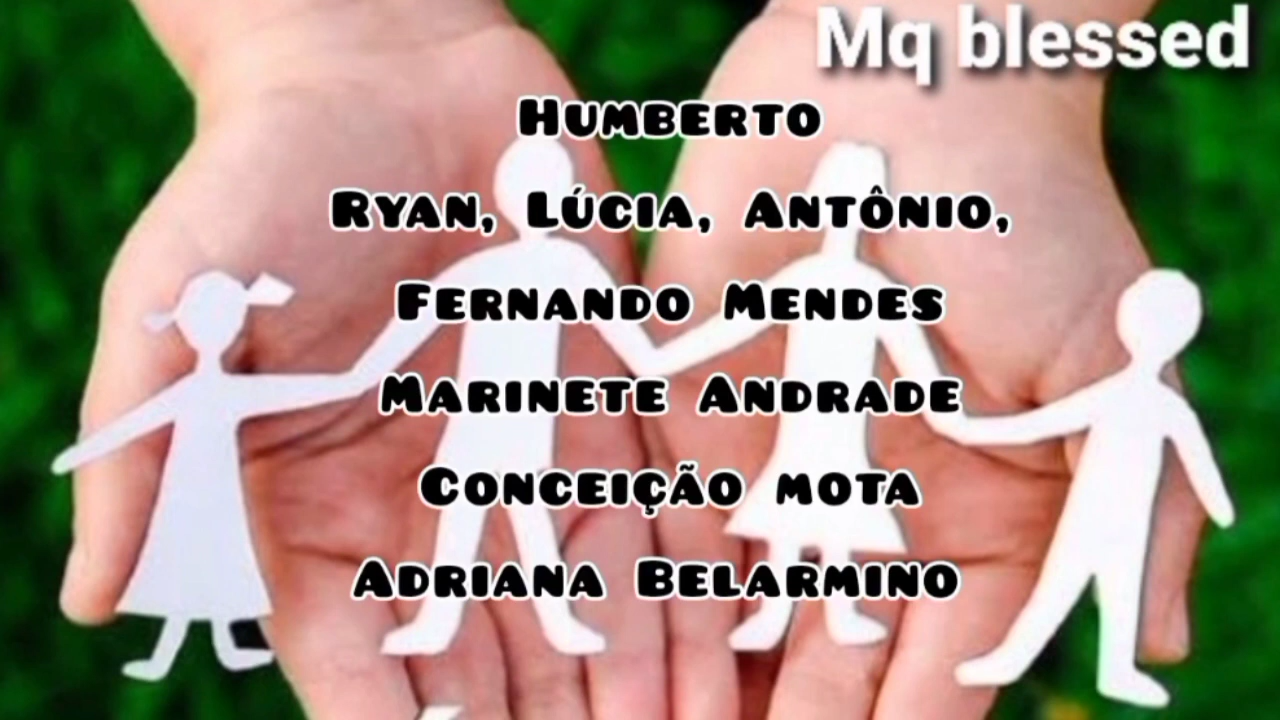 Mq blessed
Humberto
Ryan, Lúcia, Antônio,
Fernando Mendes
Marinete Andrade
Conceição mota
Adriana Belarmino